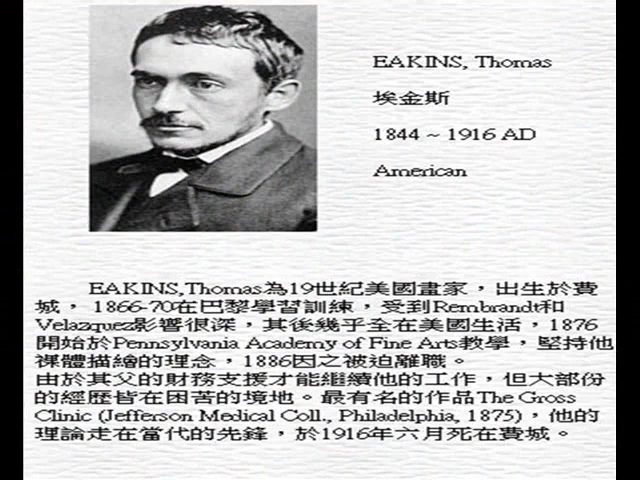 EAKINS, Thomas
埃金斯
1844 ~ 1916 AD
American
EAKINS,Thomas為19世紀美國畫家，出生於費
城， 1866-70在巴黎學習訓練，受到Rembrandt和
Velazquez影響很深，其後幾乎全在美國生活，1876
開始於Pennsylvania Academy of Fine Arts教學，堅持他
裸體描繪的理念，1886因之被迫離職。
由於其父的財務支援才能繼續他的工作，但大部份
的經歷皆在困苦的境地。最有名的作品The Gross
Clinic (Jefferson Medical Coll., Philadelphia, 1875)，他的
理論走在當代的先鋒，於1916年六月死在費城。